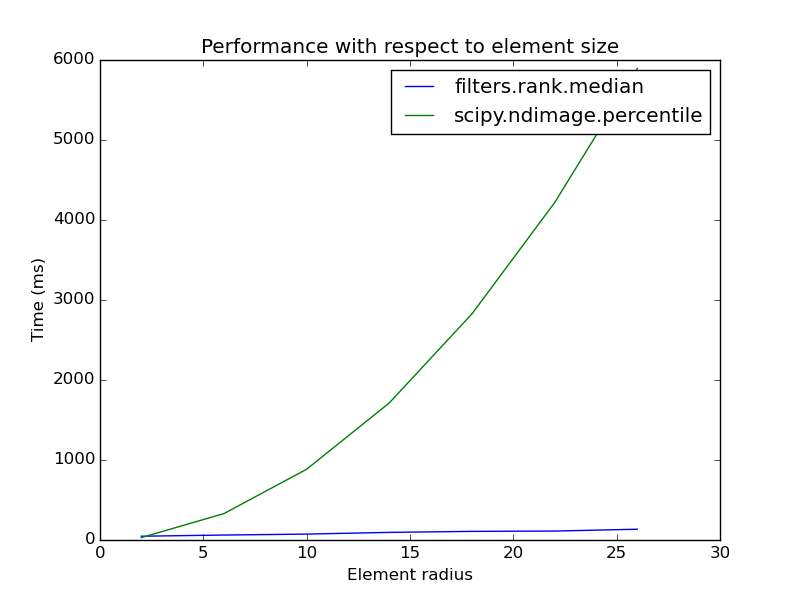 Performance with respect to element size
filters.rank.median
scipy.ndimage.percentile
6000
5000
4000
3000
2000
1000
0
Time (ms)
0 5 10 15 20 25 30
Element radius